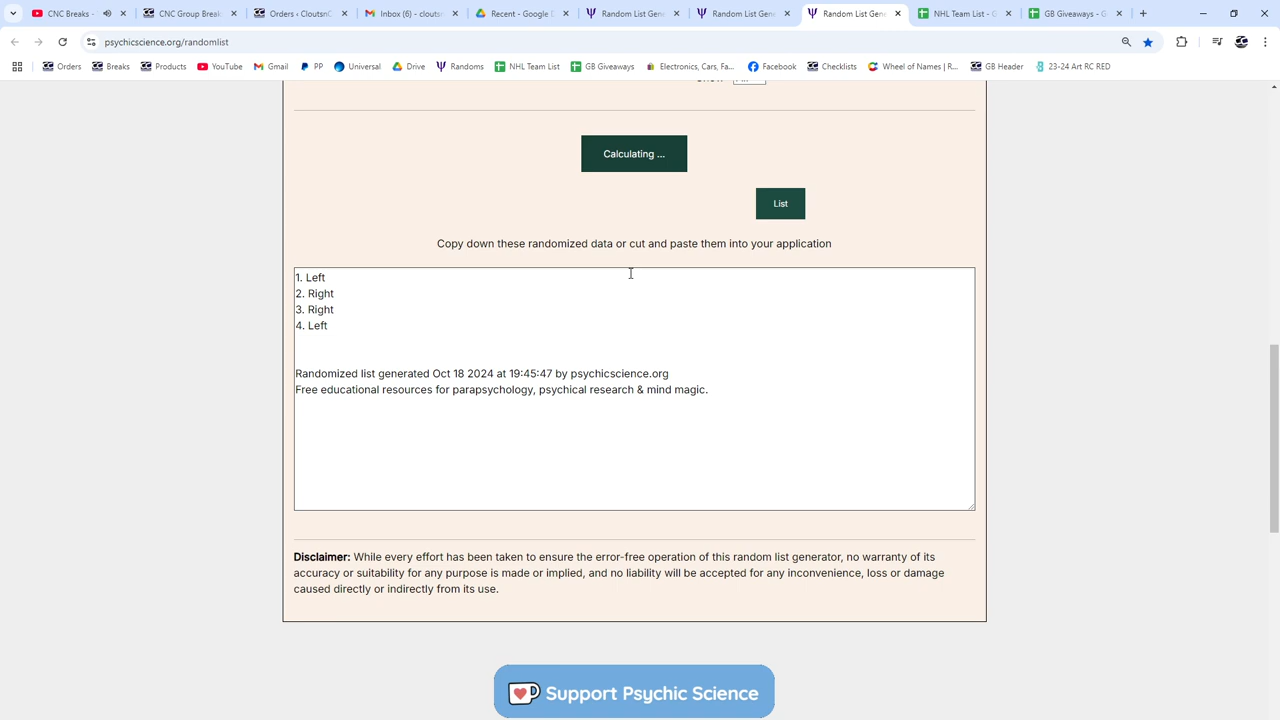 CNC Breaks -
CNC Group Break
Orders ‹ CloutsnC
Inbox (6) - clouts
Recent - Google D
Random List Gene
Random List Gene
Random List Gene
NHL Team List - G
GB Giveaways - G
psychicscience.org/randomlist
Orders
Breaks
Products
YouTube
Gmail
PP
Universal
Drive
Randoms
NHL Team List
GB Giveaways
Electronics, Cars, Fa...
Facebook
Checklists
Wheel of Names | R...
GB Header
23-24 Art RC RED
Calculating ...
List
Copy down these randomized data or cut and paste them into your application
1. Left
2. Right
3. Right
4. Left
Randomized list generated Oct 18 2024 at 19:45:47 by psychicscience.org
Free educational resources for parapsychology, psychical research & mind magic.
Disclaimer: While every effort has been taken to ensure the error-free operation of this random list generator, no warranty of its
accuracy or suitability for any purpose is made or implied, and no liability will be accepted for any inconvenience, loss or damage
caused directly or indirectly from its use.
Support Psychic Science